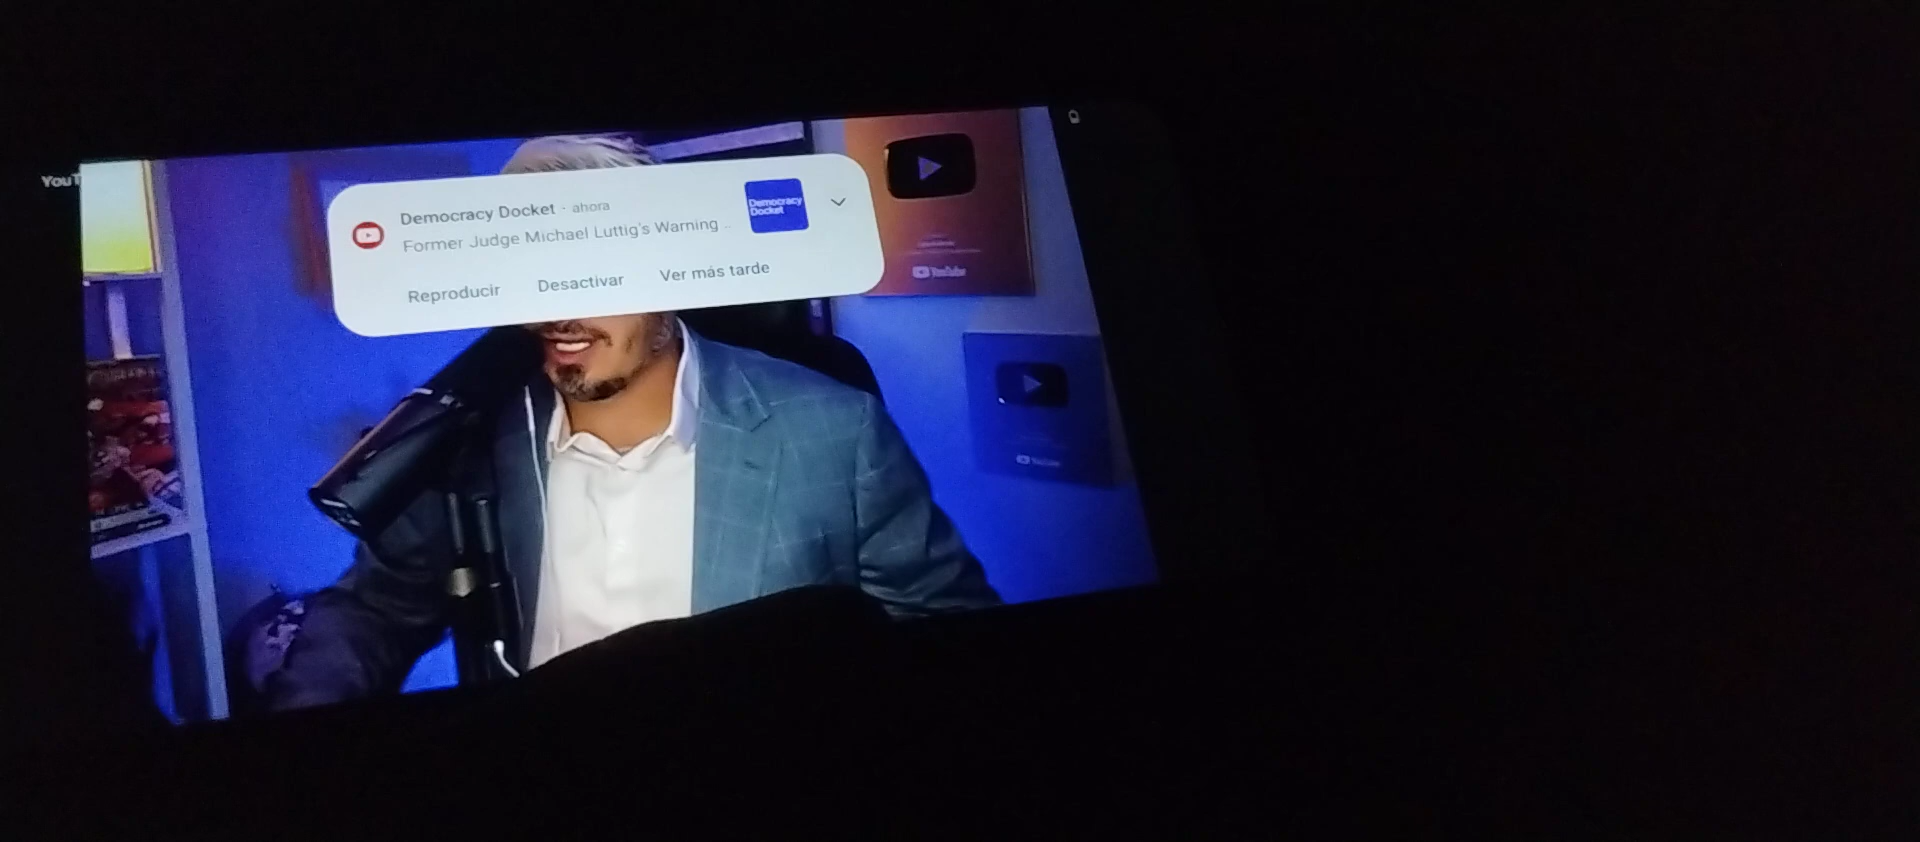 YouT
Democracy Docket · ahora
Former Judge Michael Luttig's Warning ..
Democracy
Docket
Reproducir
Desactivar
Ver más tarde
YouTube
YouTube